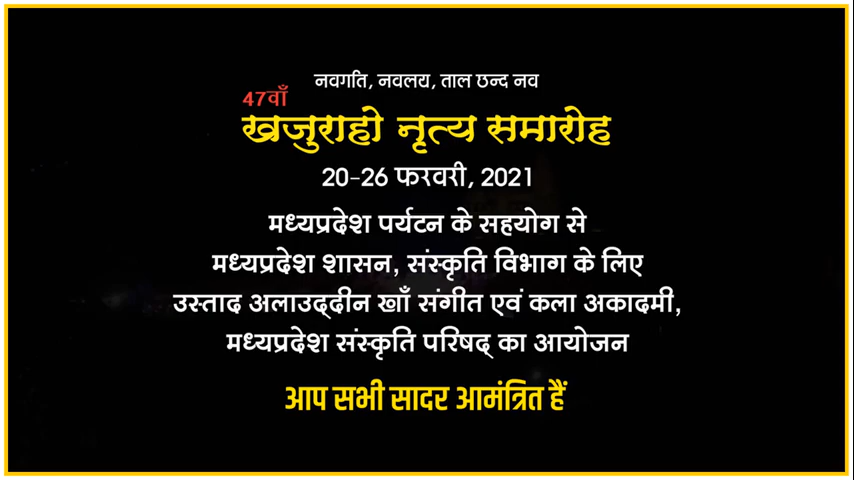 नवगति, नवलय, ताल छन्द नव
47वाँ
खजुराहो नृत्य समारोह
20-26 फरवरी, 2021
मध्यप्रदेश पर्यटन के सहयोग से
मध्यप्रदेश शासन, संस्कृति विभाग के लिए
उस्ताद अलाउद्दीन खाँ संगीत एवं कला अकादमी,
मध्यप्रदेश संस्कृति परिषद् का आयोजन
आप सभी सादर आमंत्रित हैं